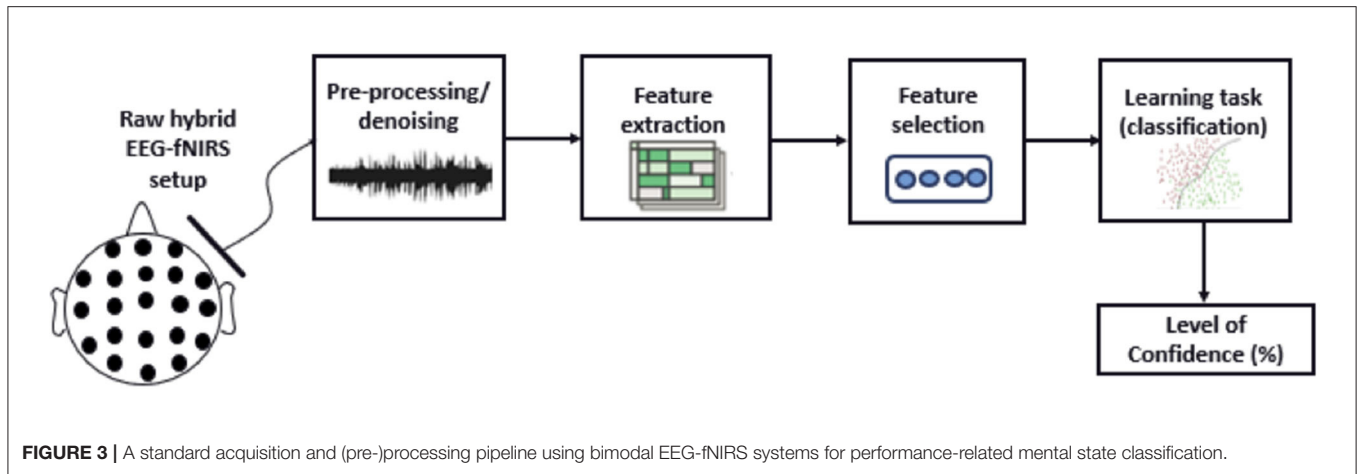 Raw hybrid
EEG-fNIRS
setup
Pre-processing/
denoising
Feature
extraction
Feature
selection
Learning task
(classification)
Level of
Confidence (%)
FIGURE 3 | A standard acquisition and (pre-)processing pipeline using bimodal EEG-fNIRS systems for performance-related mental state classification.